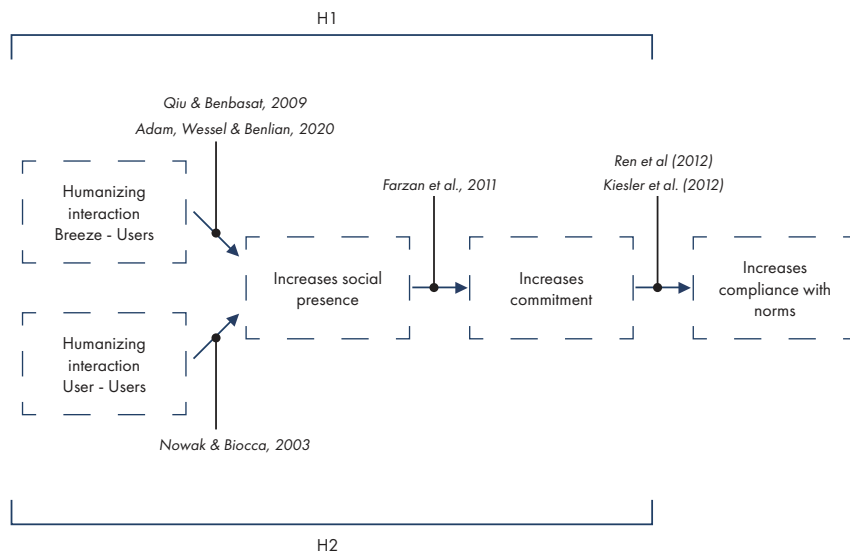 H1
Qiu & Benbasat, 2009
Adam, Wessel & Benlian, 2020
Humanizing
interaction
Breeze - Users
Farzan et al., 2011
Ren et al (2012)
Kiesler et al. (2012)
Increases social
presence
Increases
commitment
Increases
compliance with
norms
Humanizing
interaction
User - Users
Nowak & Biocca, 2003
H2